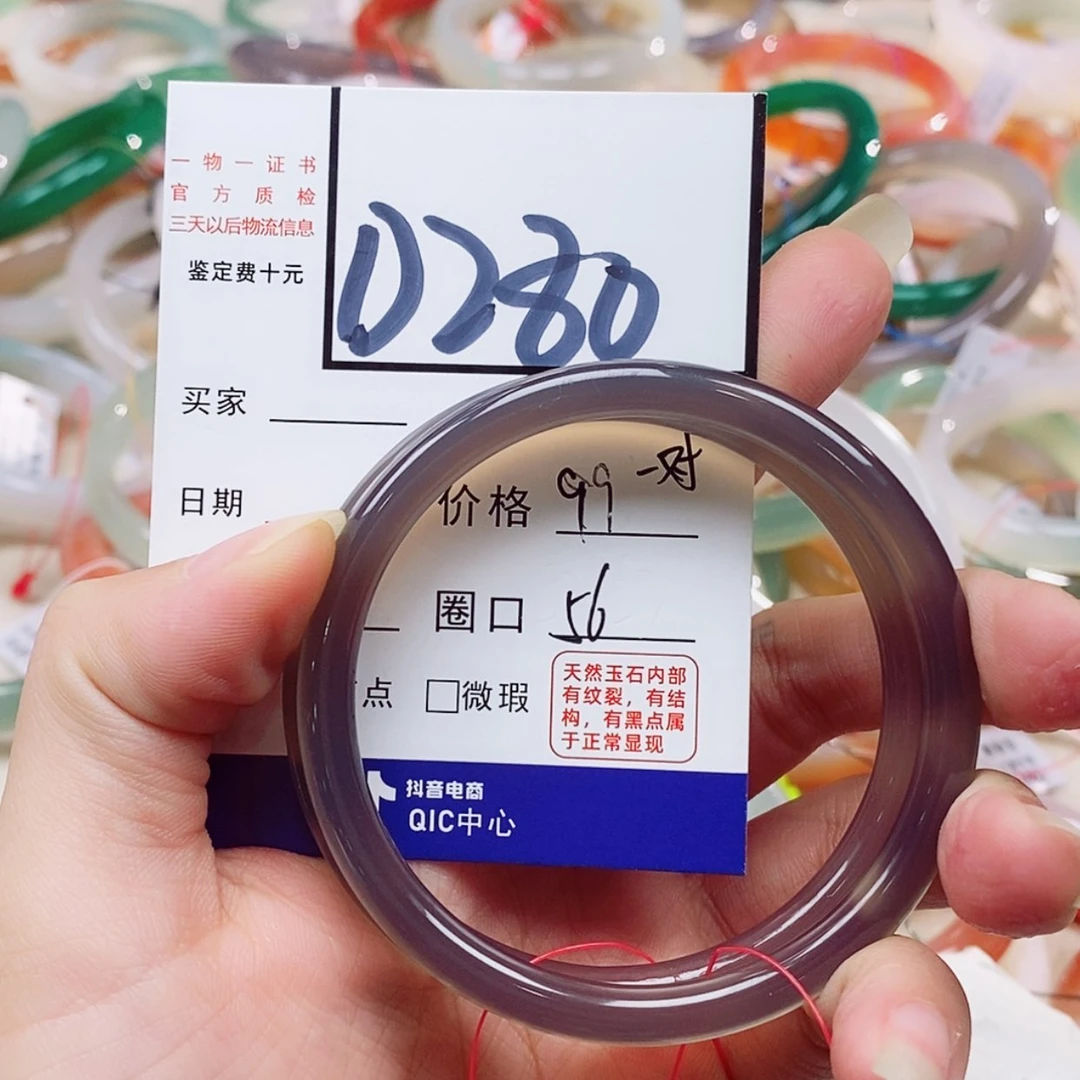 一物一证书
官方质检
三天以后物流信息
鉴定费十元
D280
买家
日期
价格 99 一对
圈口 56
点 □微瑕
天然玉石内部
有纹裂，有结
构，有黑点属
于正常显现
抖音电商
QIC中心